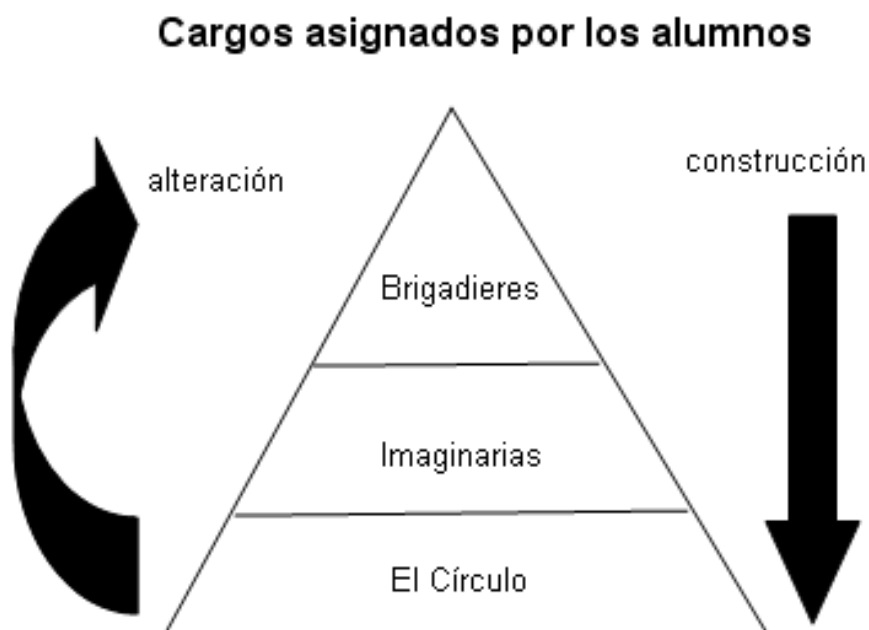 Cargos asignados por los alumnos
alteración
construcción
Brigadieres
Imaginarias
El Círculo